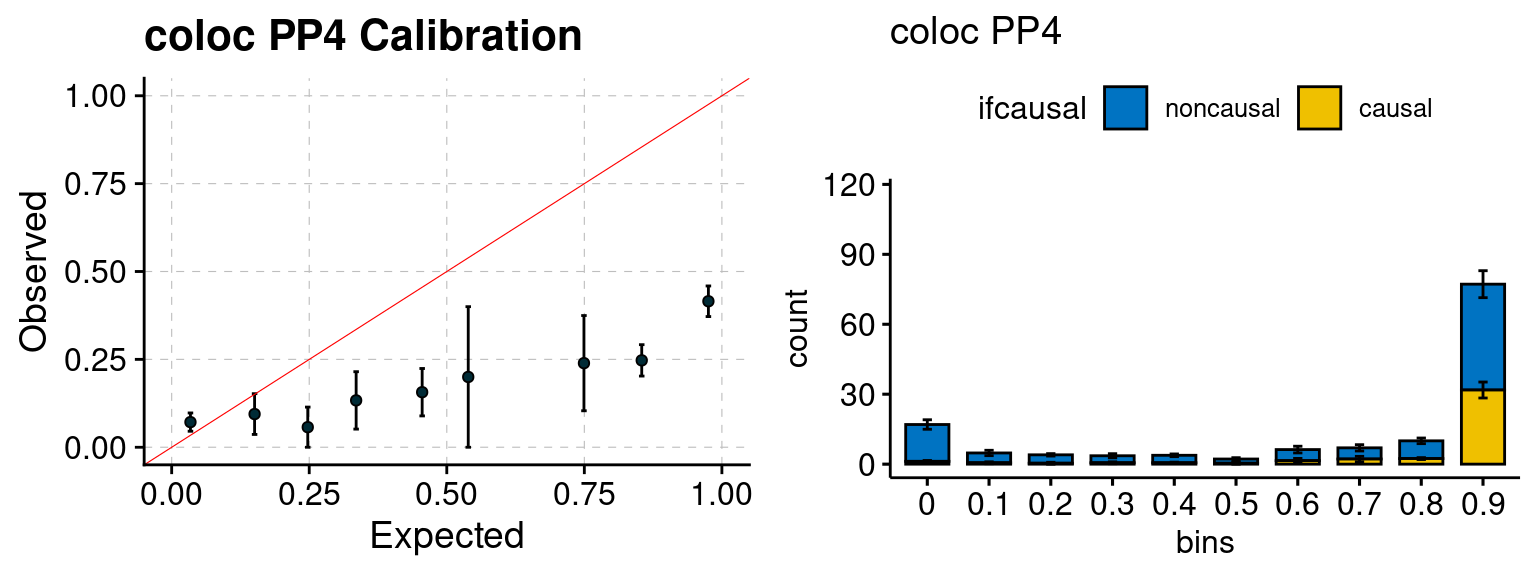 coloc PP4 Calibration
1.00
0.75
0.50
0.25
0.00
Observed
0.00 0.25 0.50 0.75 1.00
Expected
coloc PP4
ifcausal noncausal causal
120
90
60
30
0
count
0 0.1 0.2 0.3 0.4 0.5 0.6 0.7 0.8 0.9
bins